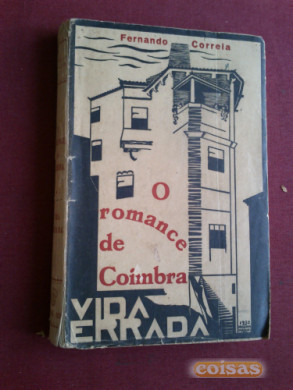 Fernando Correia
O
romance
de
Coimbra
VIDA
ERRADA
coisas